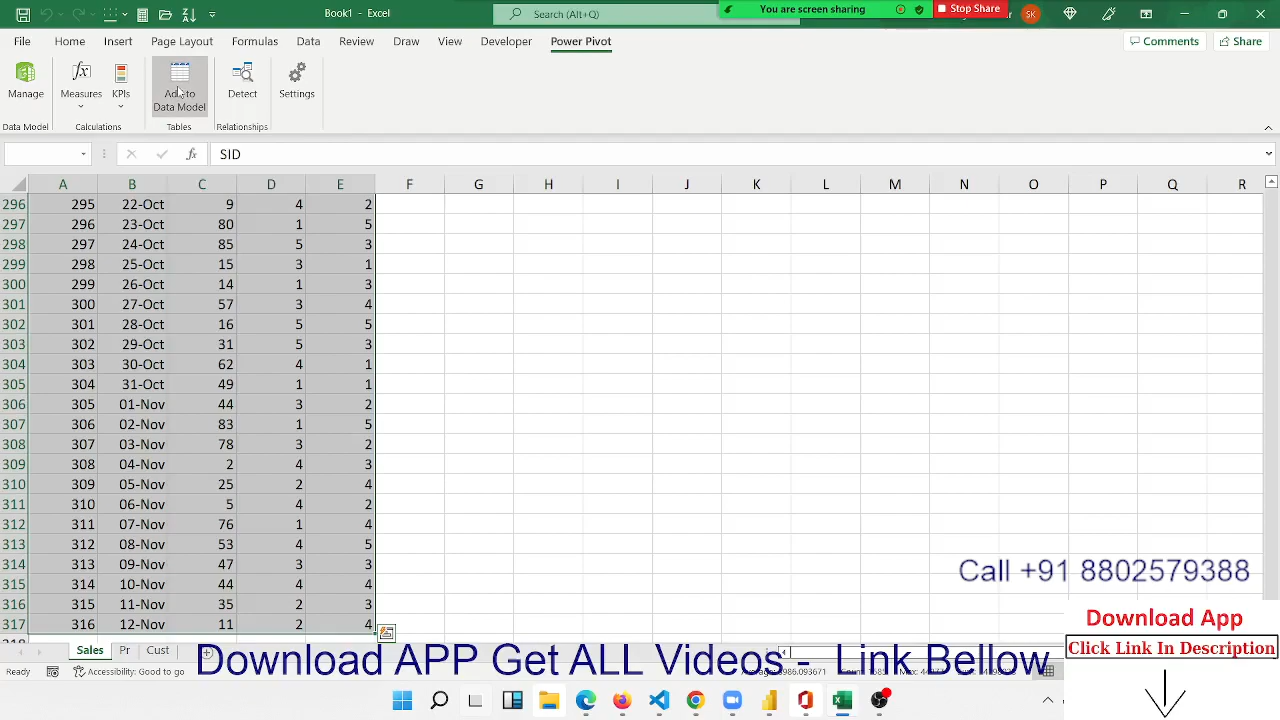 Book1 - Excel
Search (Alt+Q)
You are screen sharing
Stop Share
SK
File Home Insert Page Layout Formulas Data Review Draw View Developer Power Pivot
Comments Share
Manage Measures KPIs Add to Data Model Detect Settings
Data Model Calculations Tables Relationships
SID
A B C D E F G H I J K L M N O P Q R
296 295 22-Oct 9 4 2
297 296 23-Oct 80 1 5
298 297 24-Oct 85 5 3
299 298 25-Oct 15 3 1
300 299 26-Oct 14 1 3
301 300 27-Oct 57 3 4
302 301 28-Oct 16 5 5
303 302 29-Oct 31 5 3
304 303 30-Oct 62 4 1
305 304 31-Oct 49 1 1
306 305 01-Nov 44 3 2
307 306 02-Nov 83 1 5
308 307 03-Nov 78 3 2
309 308 04-Nov 2 4 3
310 309 05-Nov 25 2 4
311 310 06-Nov 5 4 2
312 311 07-Nov 76 1 4
313 312 08-Nov 53 4 5
314 313 09-Nov 47 3 3
315 314 10-Nov 44 1 4
316 315 11-Nov 35 2 3
317 316 12-Nov 11 2 4
Call +91 8802579388
Download App
Click Link In Description
Sales Pr Cust
Download APP Get ALL Videos - Link Bellow
Ready Accessibility: Good to go